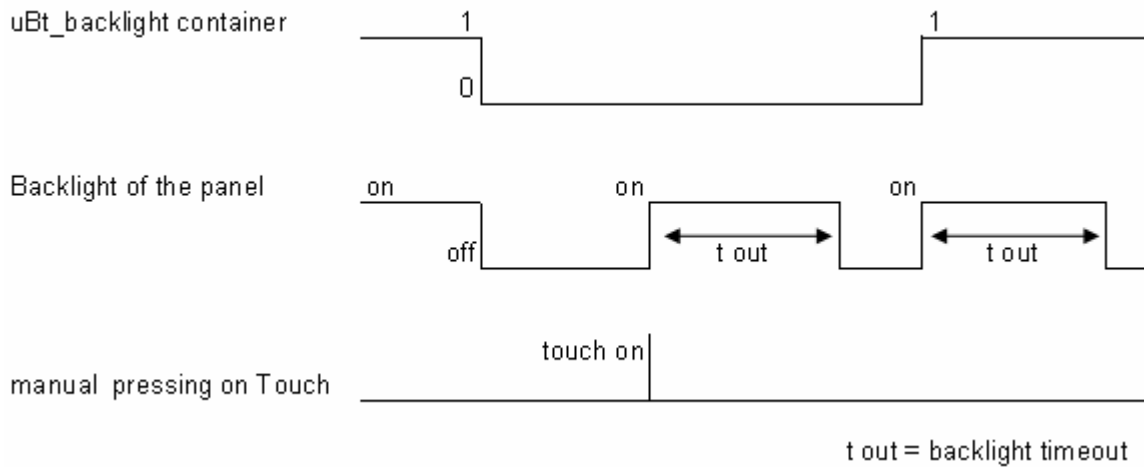 uBt_backlight container
1
1
0
Backlight of the panel
on
on
on
off
t out
t out
touch on
manual pressing on Touch
t out = backlight timeout